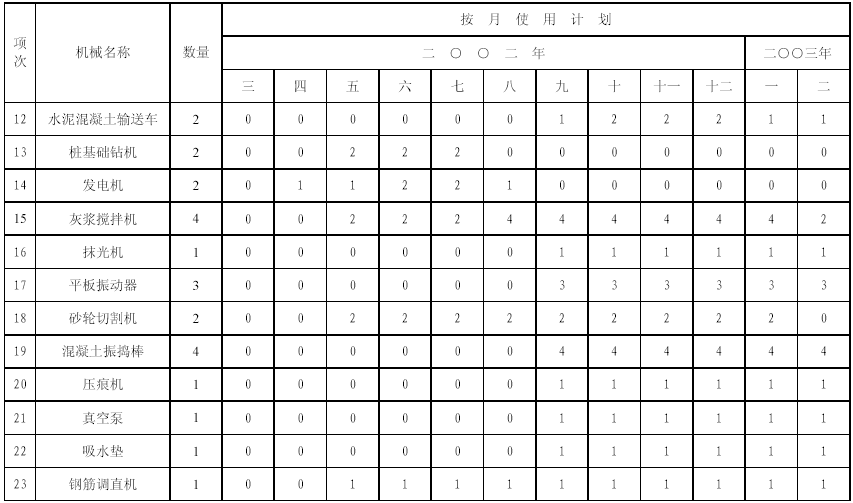 按 月 使 用 计 划
项次 机械名称 数量 二 〇 〇 二 年 二〇〇三年
三 四 五 六 七 八 九 十 十一 十二 一 二
12 水泥混凝土输送车 2 0 0 0 0 0 0 1 2 2 2 1 1
13 桩基础钻机 2 0 0 2 2 2 0 0 0 0 0 0 0
14 发电机 2 0 1 1 2 2 1 0 0 0 0 0 0
15 灰浆搅拌机 4 0 0 2 2 2 4 4 4 4 4 4 2
16 抹光机 1 0 0 0 0 0 0 1 1 1 1 1 1
17 平板振动器 3 0 0 0 0 0 0 3 3 3 3 3 3
18 砂轮切割机 2 0 0 2 2 2 2 2 2 2 2 2 0
19 混凝土振捣棒 4 0 0 0 0 0 0 4 4 4 4 4 4
20 压痕机 1 0 0 0 0 0 0 1 1 1 1 1 1
21 真空泵 1 0 0 0 0 0 0 1 1 1 1 1 1
22 吸水垫 1 0 0 0 0 0 0 1 1 1 1 1 1
23 钢筋调直机 1 0 0 1 1 1 1 1 1 1 1 1 1